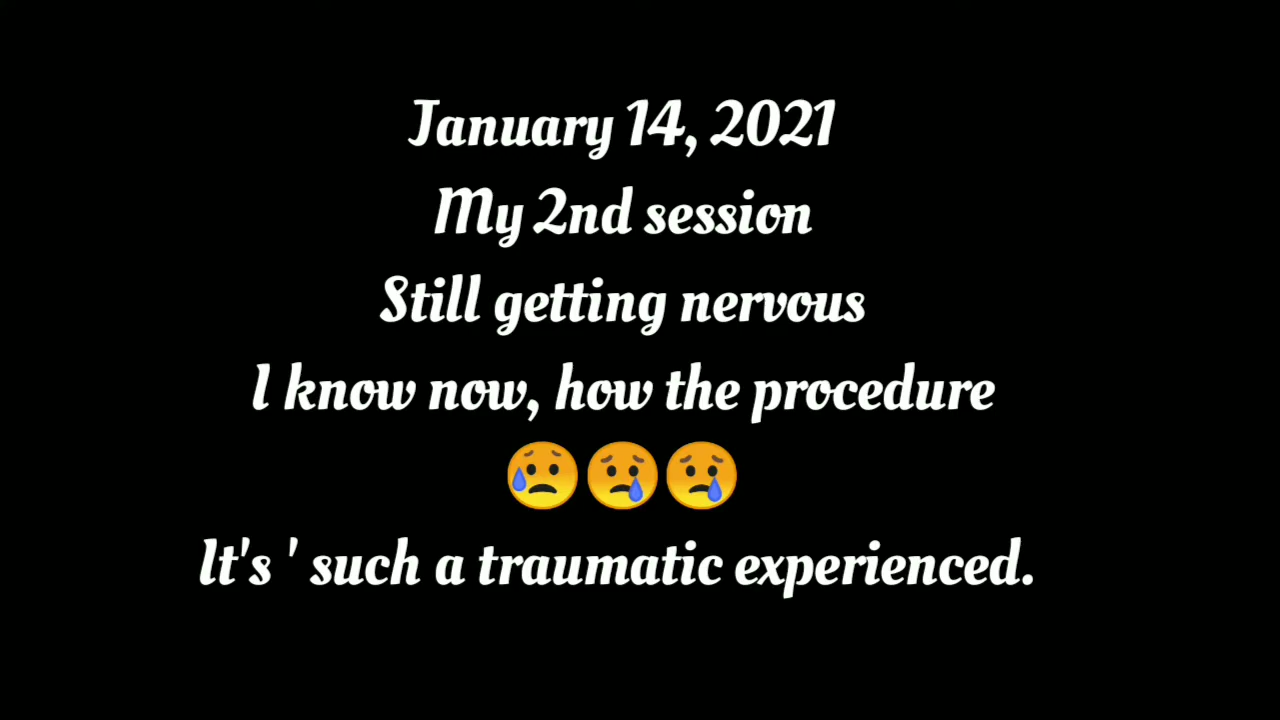 January 14, 2021
My 2nd session
Still getting nervous
I know now, how the procedure
😥😢😢
It's ' such a traumatic experienced.